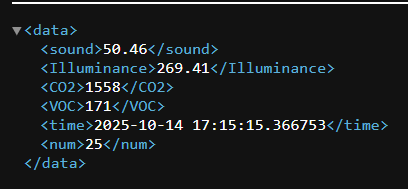 <data>
<sound>50.46</sound>
<Illuminance>269.41</Illuminance>
<CO2>1558</CO2>
<VOC>171</VOC>
<time>2025-10-14 17:15:15.366753</time>
<num>25</num>
</data>